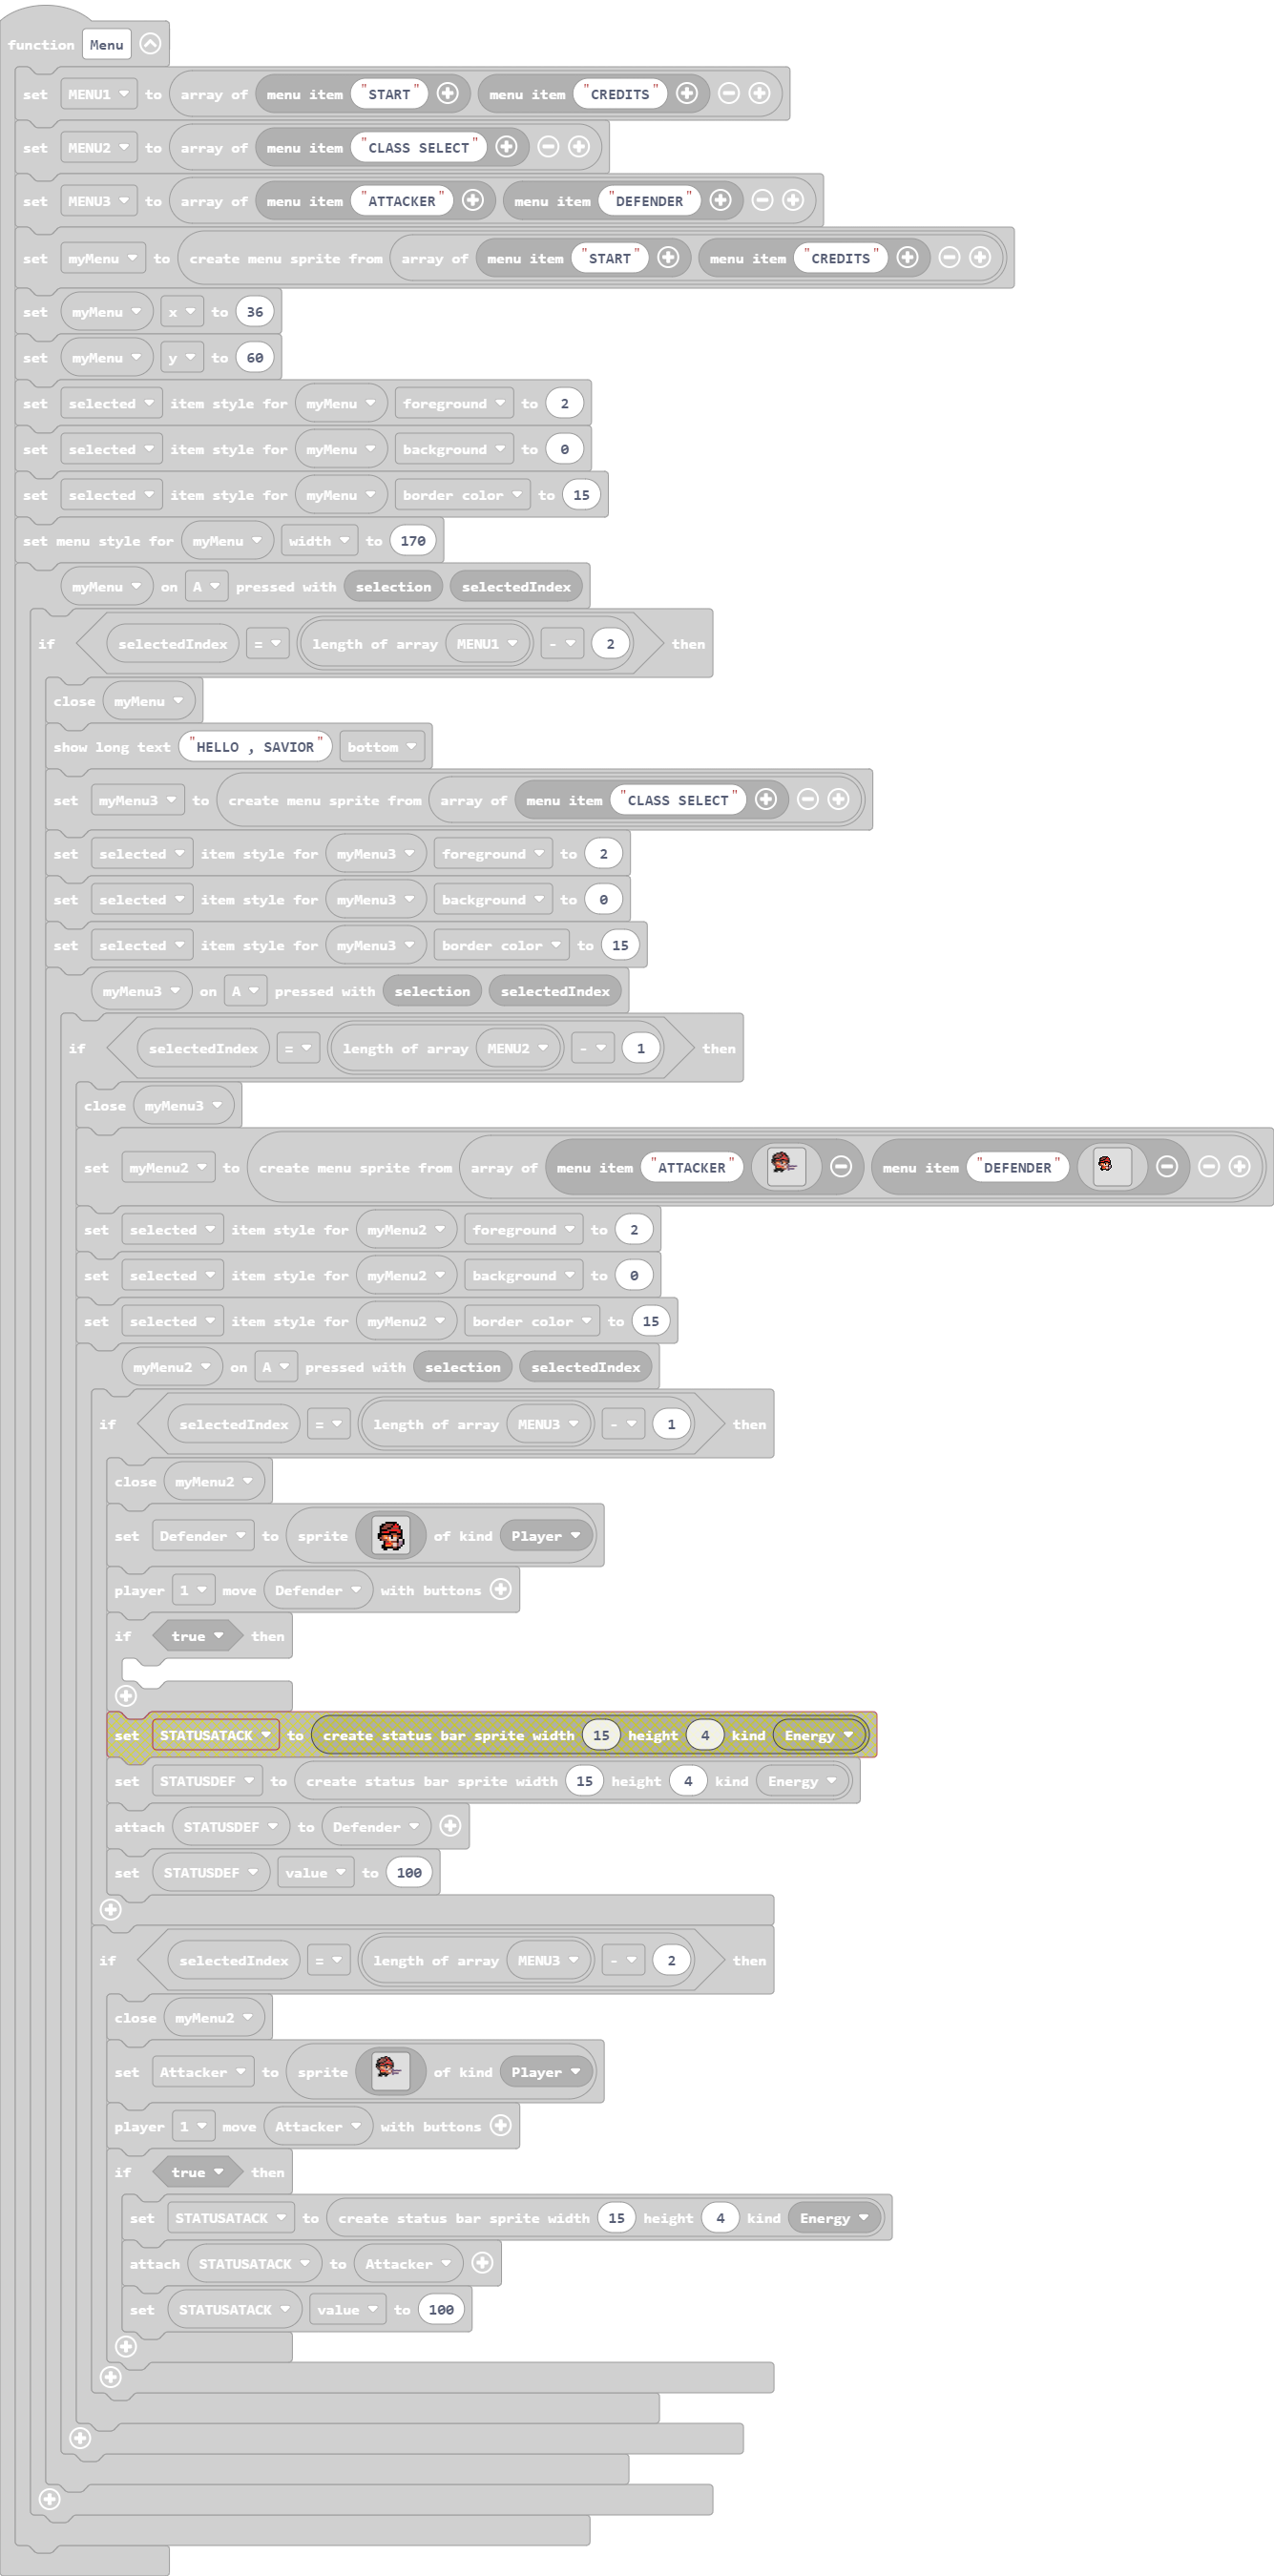 function Menu
set MENU1 to array of menu item "START" menu item "CREDITS"
set MENU2 to array of menu item "CLASS SELECT"
set MENU3 to array of menu item "ATTACKER" menu item "DEFENDER"
set myMenu to create menu sprite from array of menu item "START" menu item "CREDITS"
set myMenu x to 36
set myMenu y to 60
set selected item style for myMenu foreground to 2
set selected item style for myMenu background to 0
set selected item style for myMenu border color to 15
set menu style for myMenu width to 170
myMenu on A pressed with selection selectedIndex
if selectedIndex = length of array MENU1 - 2 then
close myMenu
show long text "HELLO , SAVIOR" bottom
set myMenu3 to create menu sprite from array of menu item "CLASS SELECT"
set selected item style for myMenu3 foreground to 2
set selected item style for myMenu3 background to 0
set selected item style for myMenu3 border color to 15
myMenu3 on A pressed with selection selectedIndex
if selectedIndex = length of array MENU2 - 1 then
close myMenu3
set myMenu2 to create menu sprite from array of menu item "ATTACKER" menu item "DEFENDER"
set selected item style for myMenu2 foreground to 2
set selected item style for myMenu2 background to 0
set selected item style for myMenu2 border color to 15
myMenu2 on A pressed with selection selectedIndex
if selectedIndex = length of array MENU3 - 1 then
close myMenu2
set Defender to sprite of kind Player
player 1 move Defender with buttons
if true then
set STATUSATACK to create status bar sprite width 15 height 4 kind Energy
set STATUSDEF to create status bar sprite width 15 height 4 kind Energy
attach STATUSDEF to Defender
set STATUSDEF value to 100
if selectedIndex = length of array MENU3 - 2 then
close myMenu2
set Attacker to sprite of kind Player
player 1 move Attacker with buttons
if true then
set STATUSATACK to create status bar sprite width 15 height 4 kind Energy
attach STATUSATACK to Attacker
set STATUSATACK value to 100